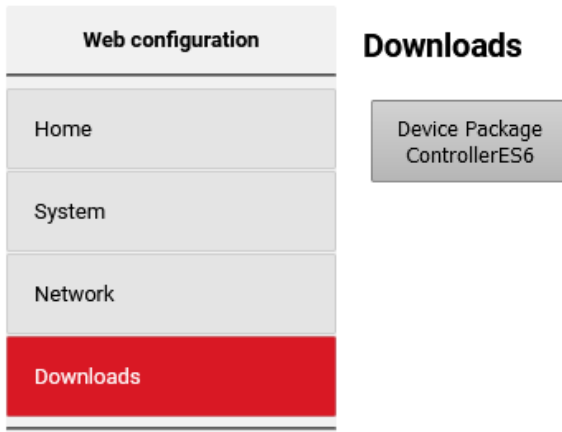 Web configuration
Home
System
Network
Downloads
Downloads
Device Package
ControllerES6